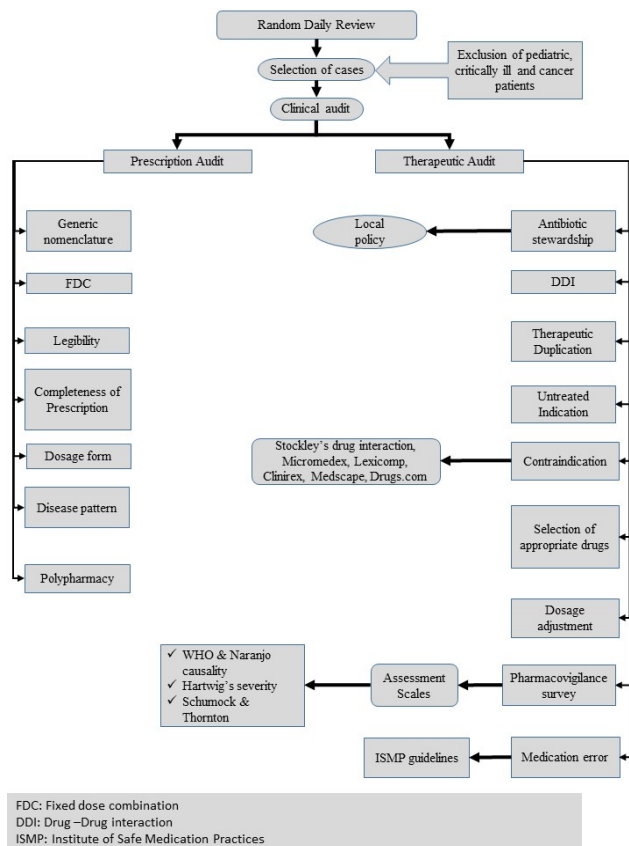 Random Daily Review
Selection of cases
Exclusion of pediatric,
critically ill and cancer
patients
Clinical audit
Prescription Audit
Therapeutic Audit
Generic
nomenclature
FDC
Legibility
Completeness of
Prescription
Dosage form
Disease pattern
Polypharmacy
Local
policy
Antibiotic
stewardship
DDI
Therapeutic
Duplication
Untreated
Indication
Stockley's drug interaction,
Micromedex, Lexicomp,
Clinirex, Medscape, Drugs.com
Contraindication
Selection of
appropriate drugs
Dosage
adjustment
✓ WHO & Naranjo
causality
✓ Hartwig's severity
✓ Schumock &
Thornton
Assessment
Scales
Pharmacovigilance
survey
ISMP guidelines
Medication error
FDC: Fixed dose combination
DDI: Drug –Drug interaction
ISMP: Institute of Safe Medication Practices